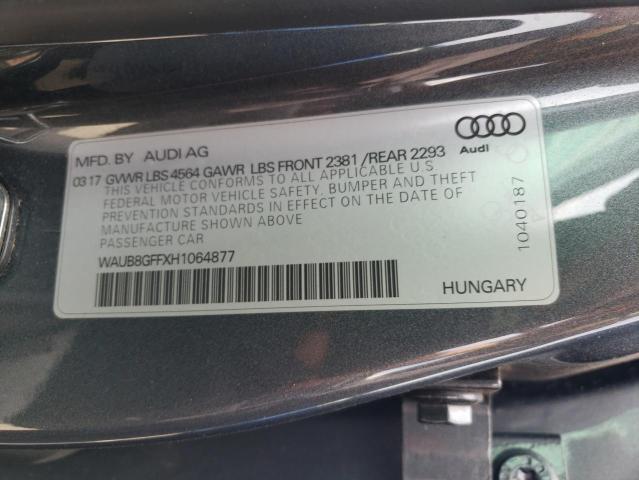 MFD. BY AUDI AG
0317 GVWR LBS 4564 GAWR LBS FRONT 2381 /REAR 2293
THIS VEHICLE CONFORMS TO ALL APPLICABLE U.S.
FEDERAL MOTOR VEHICLE SAFETY, BUMPER AND THEFT
PREVENTION STANDARDS IN EFFECT ON THE DATE OF
MANUFACTURE SHOWN ABOVE
PASSENGER CAR
WAUB8GFFXH1064877
HUNGARY
Audi
1040187